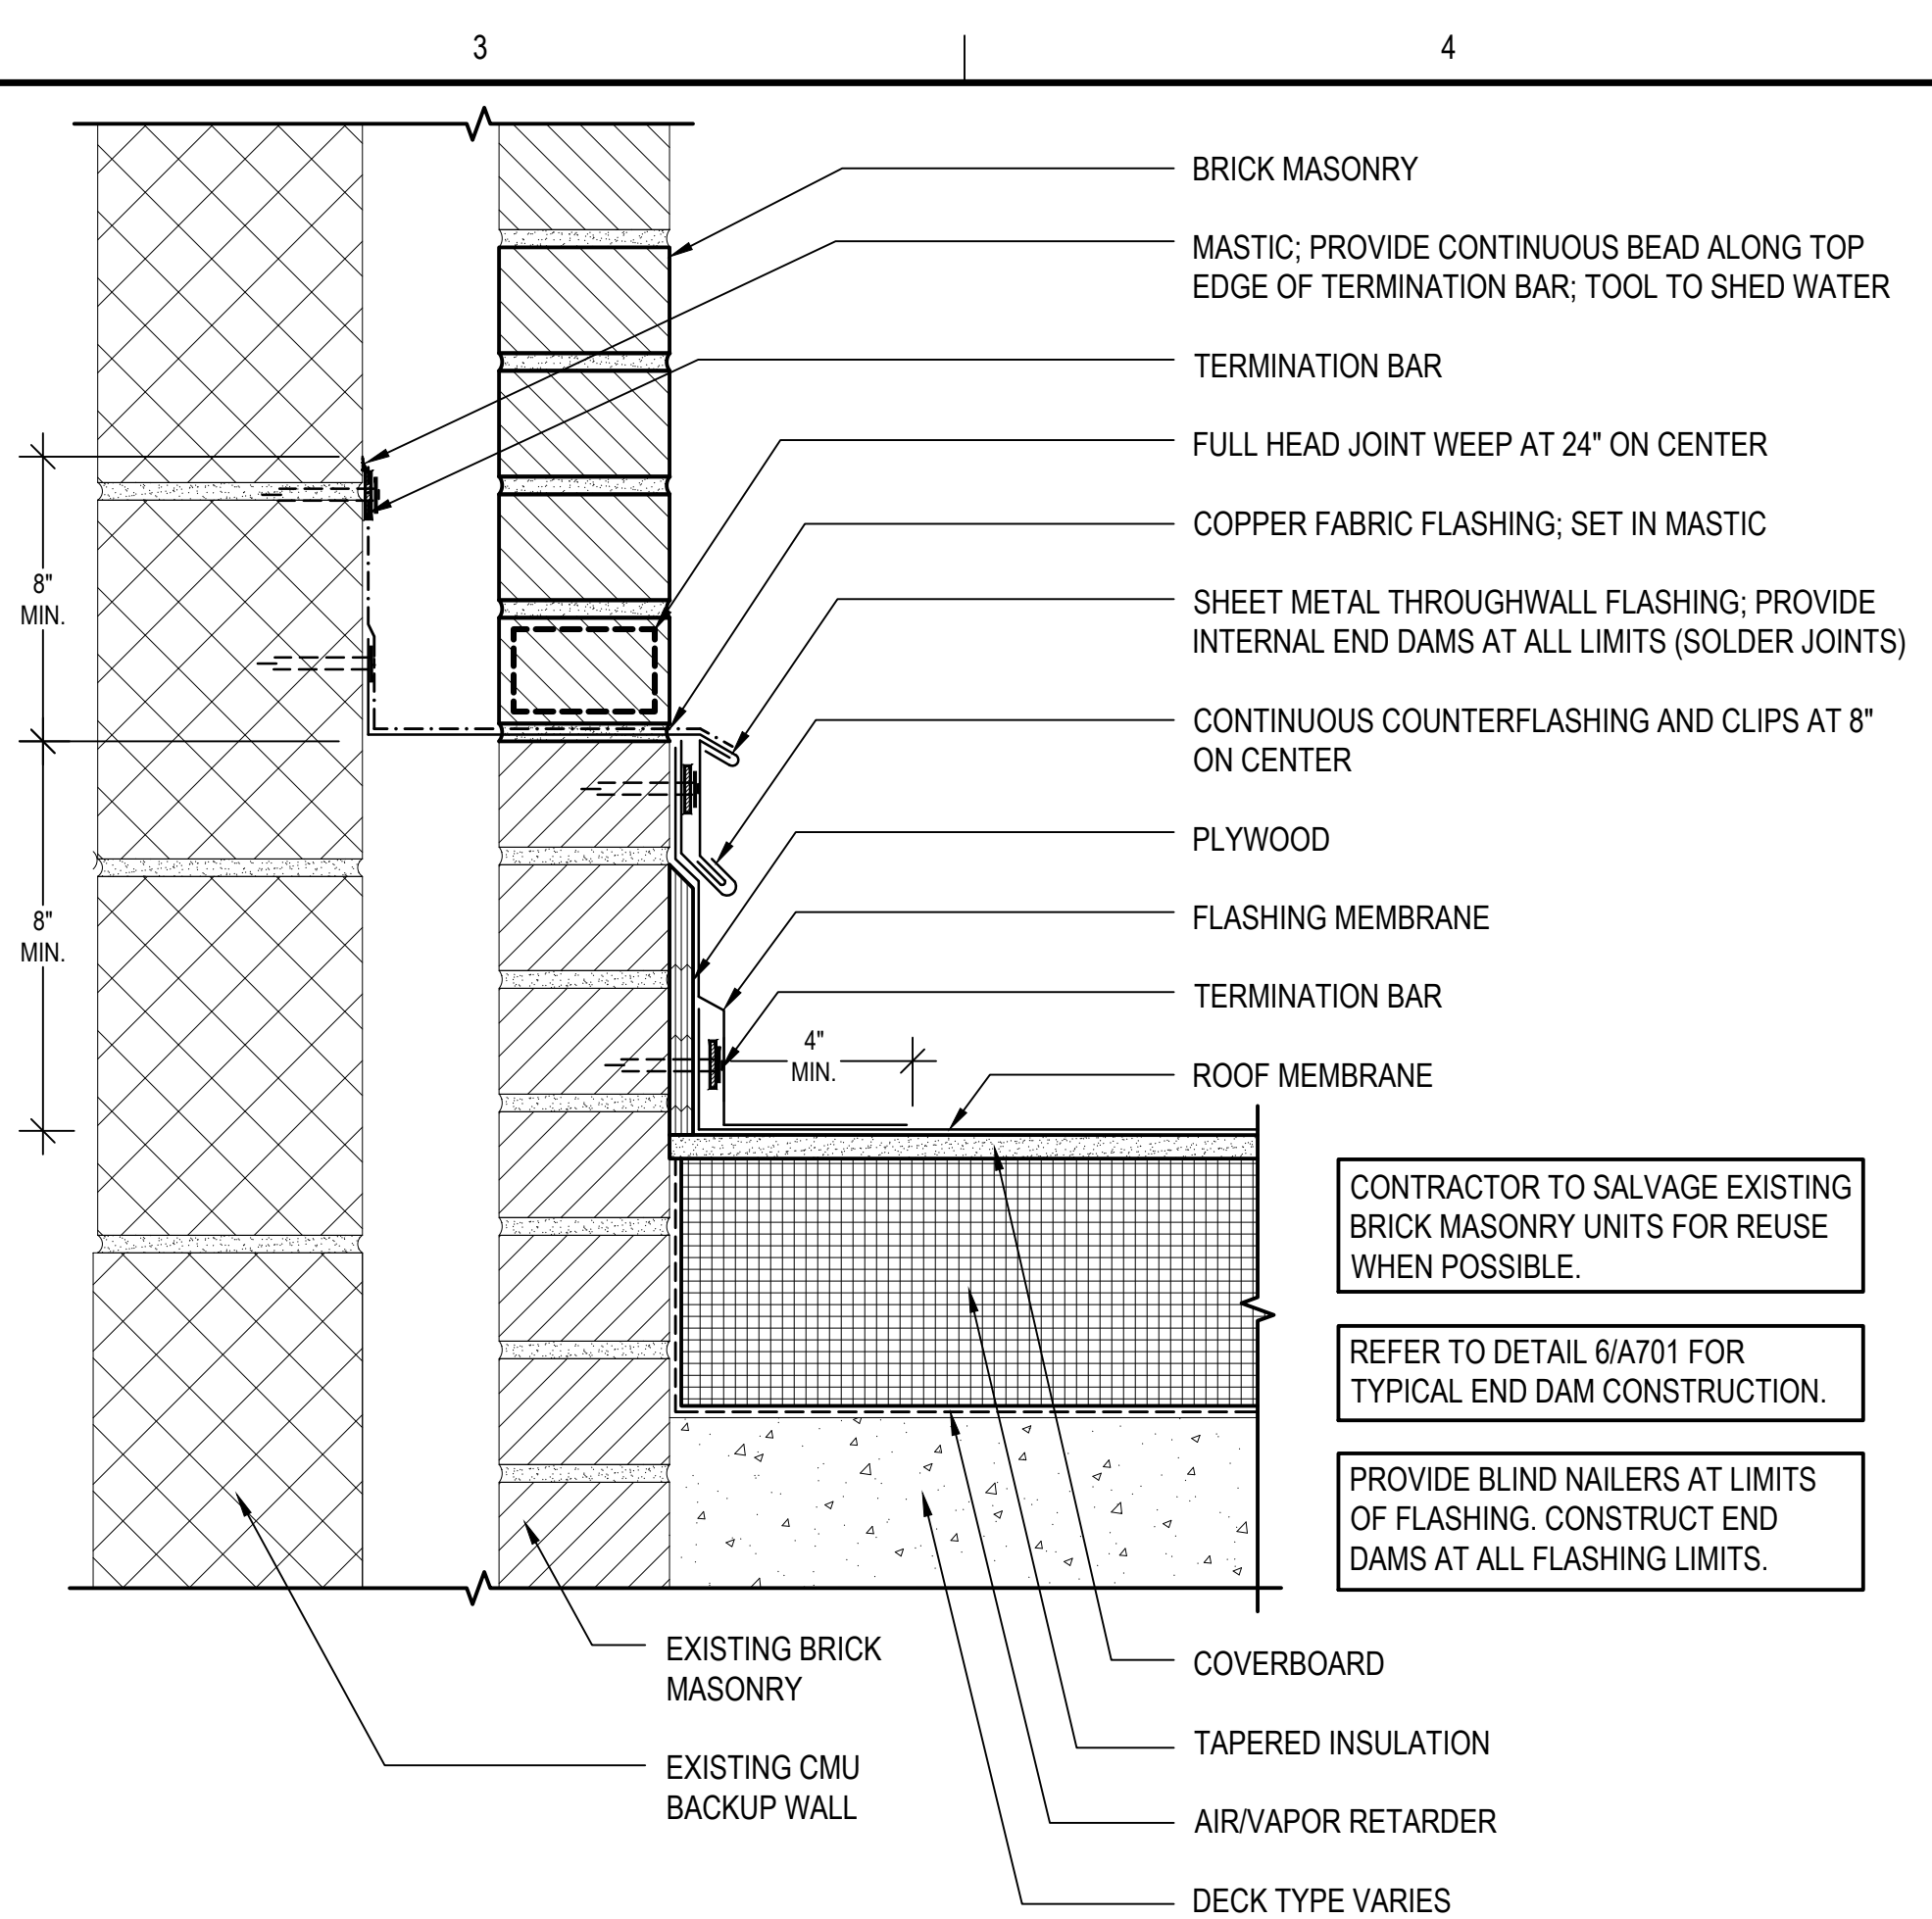 3
4
BRICK MASONRY
MASTIC; PROVIDE CONTINUOUS BEAD ALONG TOP
EDGE OF TERMINATION BAR; TOOL TO SHED WATER
TERMINATION BAR
FULL HEAD JOINT WEEP AT 24" ON CENTER
COPPER FABRIC FLASHING; SET IN MASTIC
8"
MIN.
SHEET METAL THROUGHWALL FLASHING; PROVIDE
INTERNAL END DAMS AT ALL LIMITS (SOLDER JOINTS)
CONTINUOUS COUNTERFLASHING AND CLIPS AT 8"
ON CENTER
PLYWOOD
8"
MIN.
FLASHING MEMBRANE
TERMINATION BAR
4"
MIN.
ROOF MEMBRANE
CONTRACTOR TO SALVAGE EXISTING
BRICK MASONRY UNITS FOR REUSE
WHEN POSSIBLE.
REFER TO DETAIL 6/A701 FOR
TYPICAL END DAM CONSTRUCTION.
PROVIDE BLIND NAILERS AT LIMITS
OF FLASHING. CONSTRUCT END
DAMS AT ALL FLASHING LIMITS.
EXISTING BRICK
MASONRY
EXISTING CMU
BACKUP WALL
COVERBOARD
TAPERED INSULATION
AIR/VAPOR RETARDER
DECK TYPE VARIES